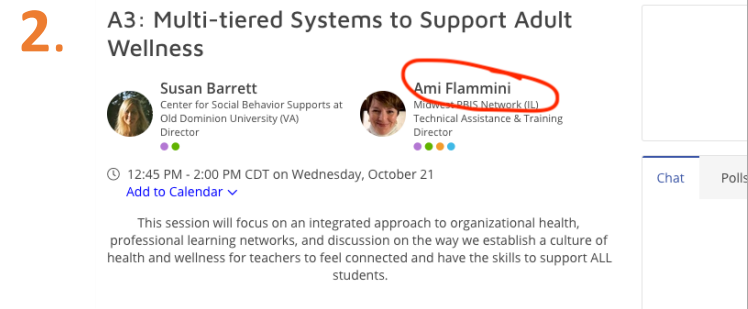 2.
A3: Multi-tiered Systems to Support Adult
Wellness
Susan Barrett
Center for Social Behavior Supports at
Old Dominion University (VA)
Director
Ami Flammini
Midwest PBIS Network (IL)
Technical Assistance & Training
Director
12:45 PM - 2:00 PM CDT on Wednesday, October 21
Add to Calendar
This session will focus on an integrated approach to organizational health,
professional learning networks, and discussion on the way we establish a culture of
health and wellness for teachers to feel connected and have the skills to support ALL
students.
Chat
Polls